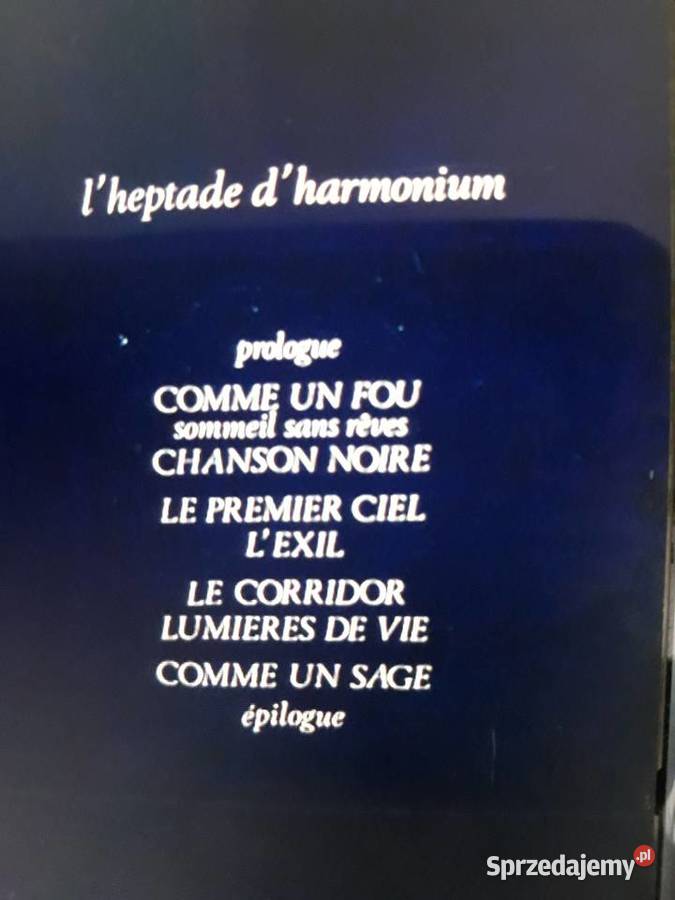 l'heptade d'harmonium
prologue
COMME UN FOU
sommeil sans rêves
CHANSON NOIRE
LE PREMIER CIEL
L'EXIL
LE CORRIDOR
LUMIERES DE VIE
COMME UN SAGE
épilogue
Sprzedajemy.pl